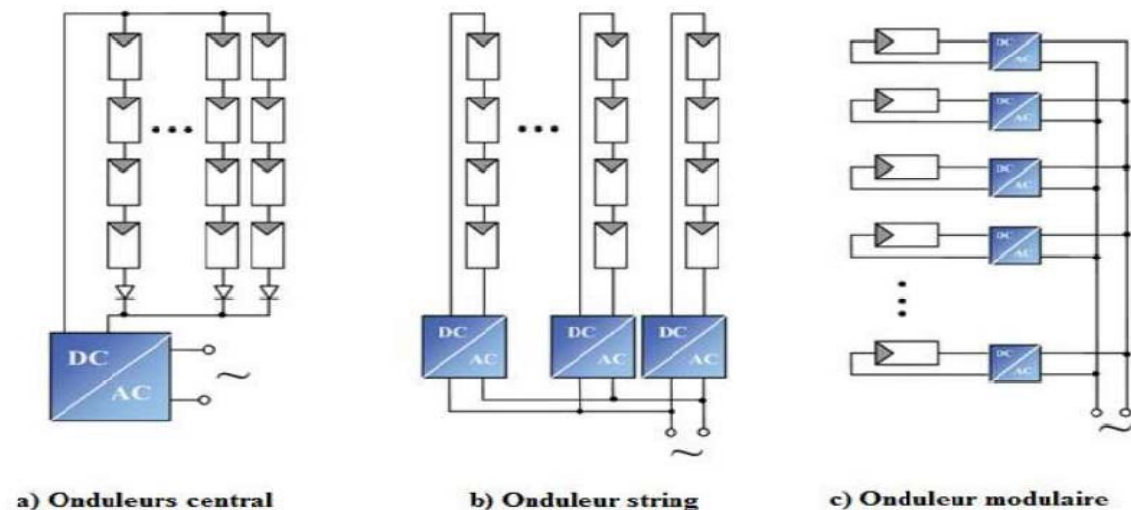 DC
AC
~
DC
AC
DC
AC
DC
AC
~
DC
AC
DC
AC
DC
AC
DC
AC
DC
AC
~
a) Onduleurs central
b) Onduleur string
c) Onduleur modulaire